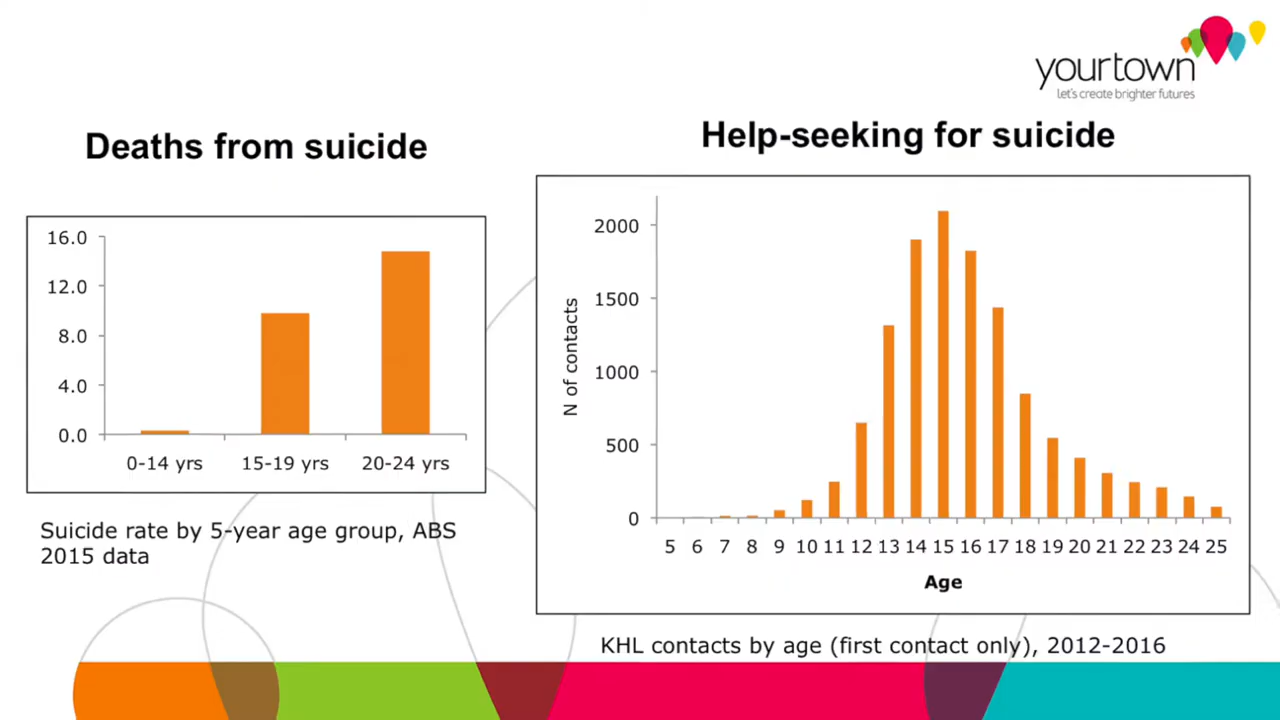 yourtown
let's create brighter futures
Deaths from suicide
Help-seeking for suicide
16.0
12.0
8.0
4.0
0.0
0-14 yrs 15-19 yrs 20-24 yrs
Suicide rate by 5-year age group, ABS
2015 data
N of contacts
2000
1500
1000
500
0
5 6 7 8 9 10 11 12 13 14 15 16 17 18 19 20 21 22 23 24 25
Age
KHL contacts by age (first contact only), 2012-2016